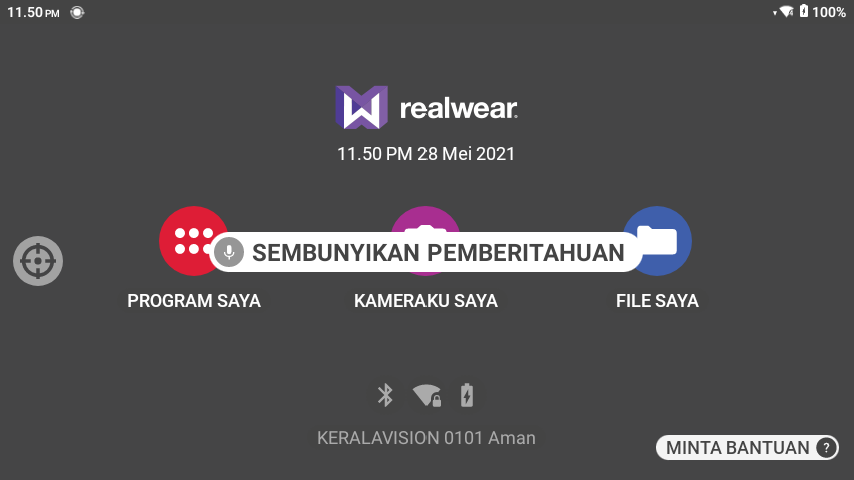 11.50 PM
100%
realwear
11.50 PM 28 Mei 2021
SEMBUNYIKAN PEMBERITAHUAN
PROGRAM SAYA
KAMERAKU SAYA
FILE SAYA
KERALAVISION 0101 Aman
MINTA BANTUAN ?